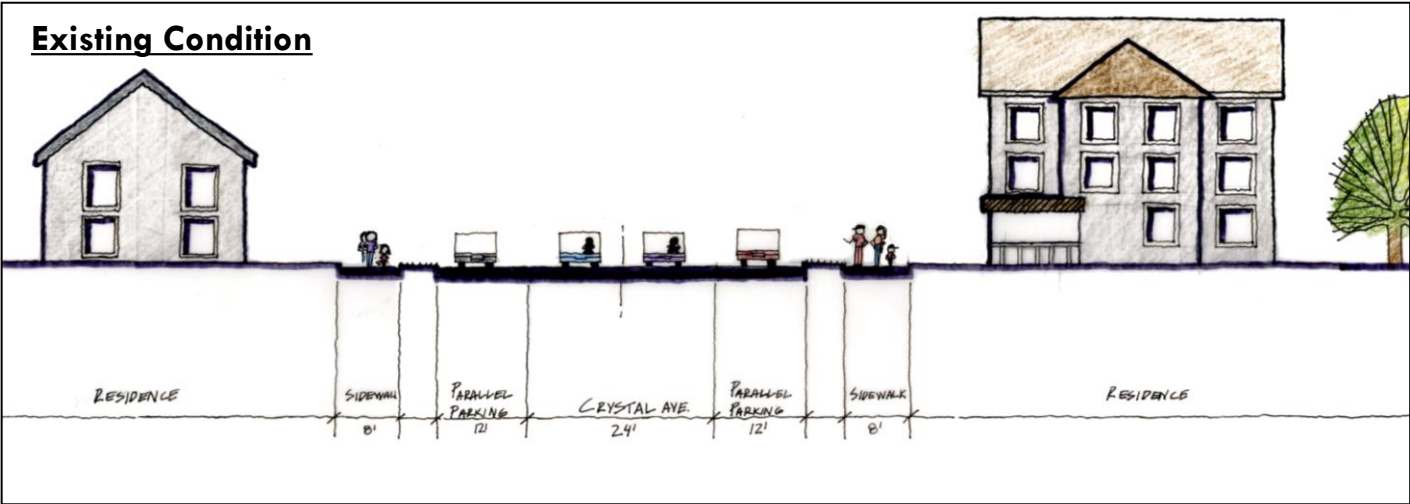 Existing Condition
RESIDENCE
SIDEWALK
PARALLEL
PARKING
CRYSTAL AVE.
PARALLEL
PARKING
SIDEWALK
RESIDENCE
8'
12'
24'
12'
8'